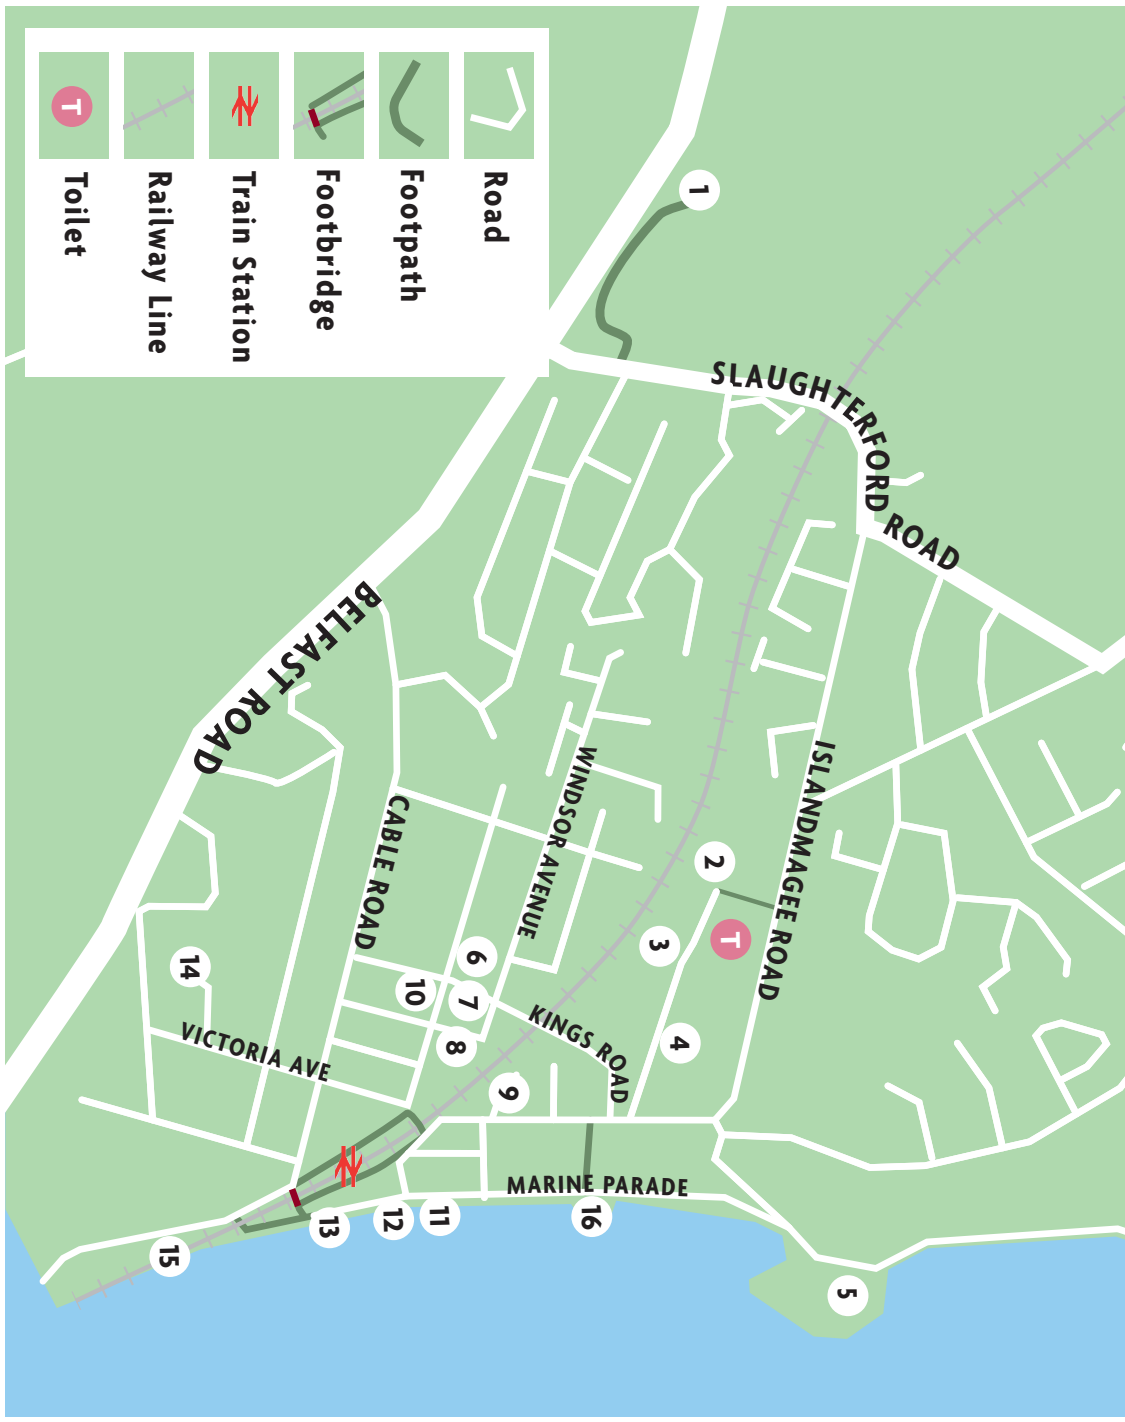 Road
Footpath
Footbridge
Train Station
Railway Line
T Toilet
SLAUGHTERFORD ROAD
BELFAST ROAD
ISLANDMAGEE ROAD
WINDSOR AVENUE
CABLE ROAD
KINGS ROAD
VICTORIA AVE
MARINE PARADE
T
1
2
3
4
5
6
7
8
9
10
11
12
13
14
15
16